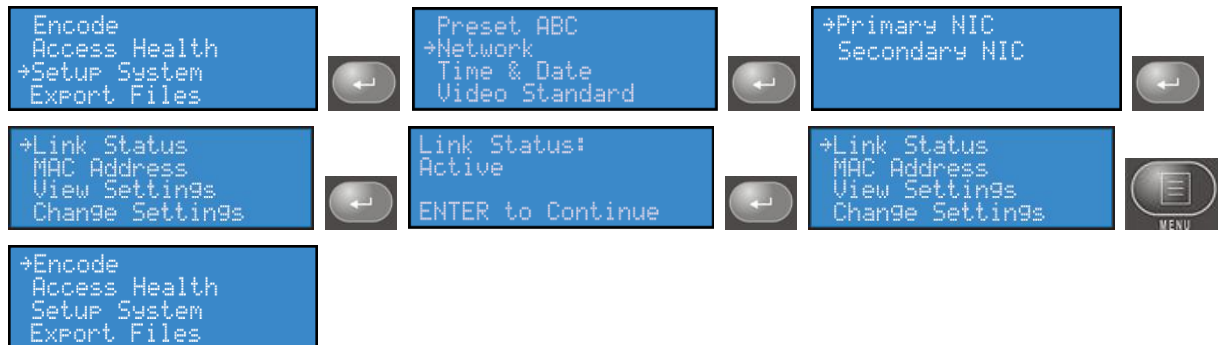 Encode
Access Health
→Setup System
Export Files
Preset ABC
→Network
Time & Date
Video Standard
→Primary NIC
Secondary NIC
→Link Status
MAC Address
View Settings
Change Settings
Link Status:
Active
ENTER to Continue
→Link Status
MAC Address
View Settings
Change Settings
MENU
→Encode
Access Health
Setup System
Export Files